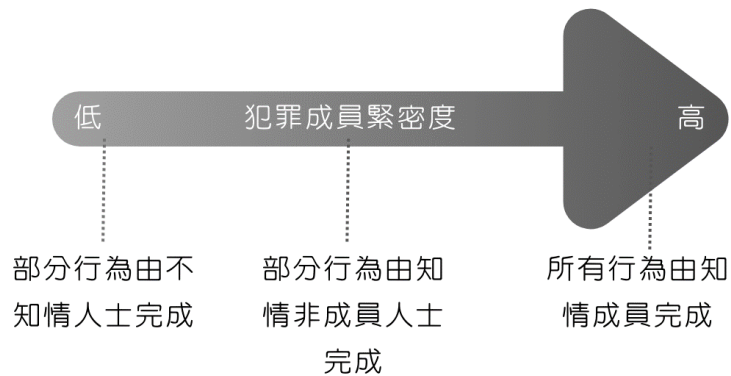 低 犯罪成員緊密度 高
部分行為由不
知情人士完成
部分行為由知
情非成員人士
完成
所有行為由知
情成員完成